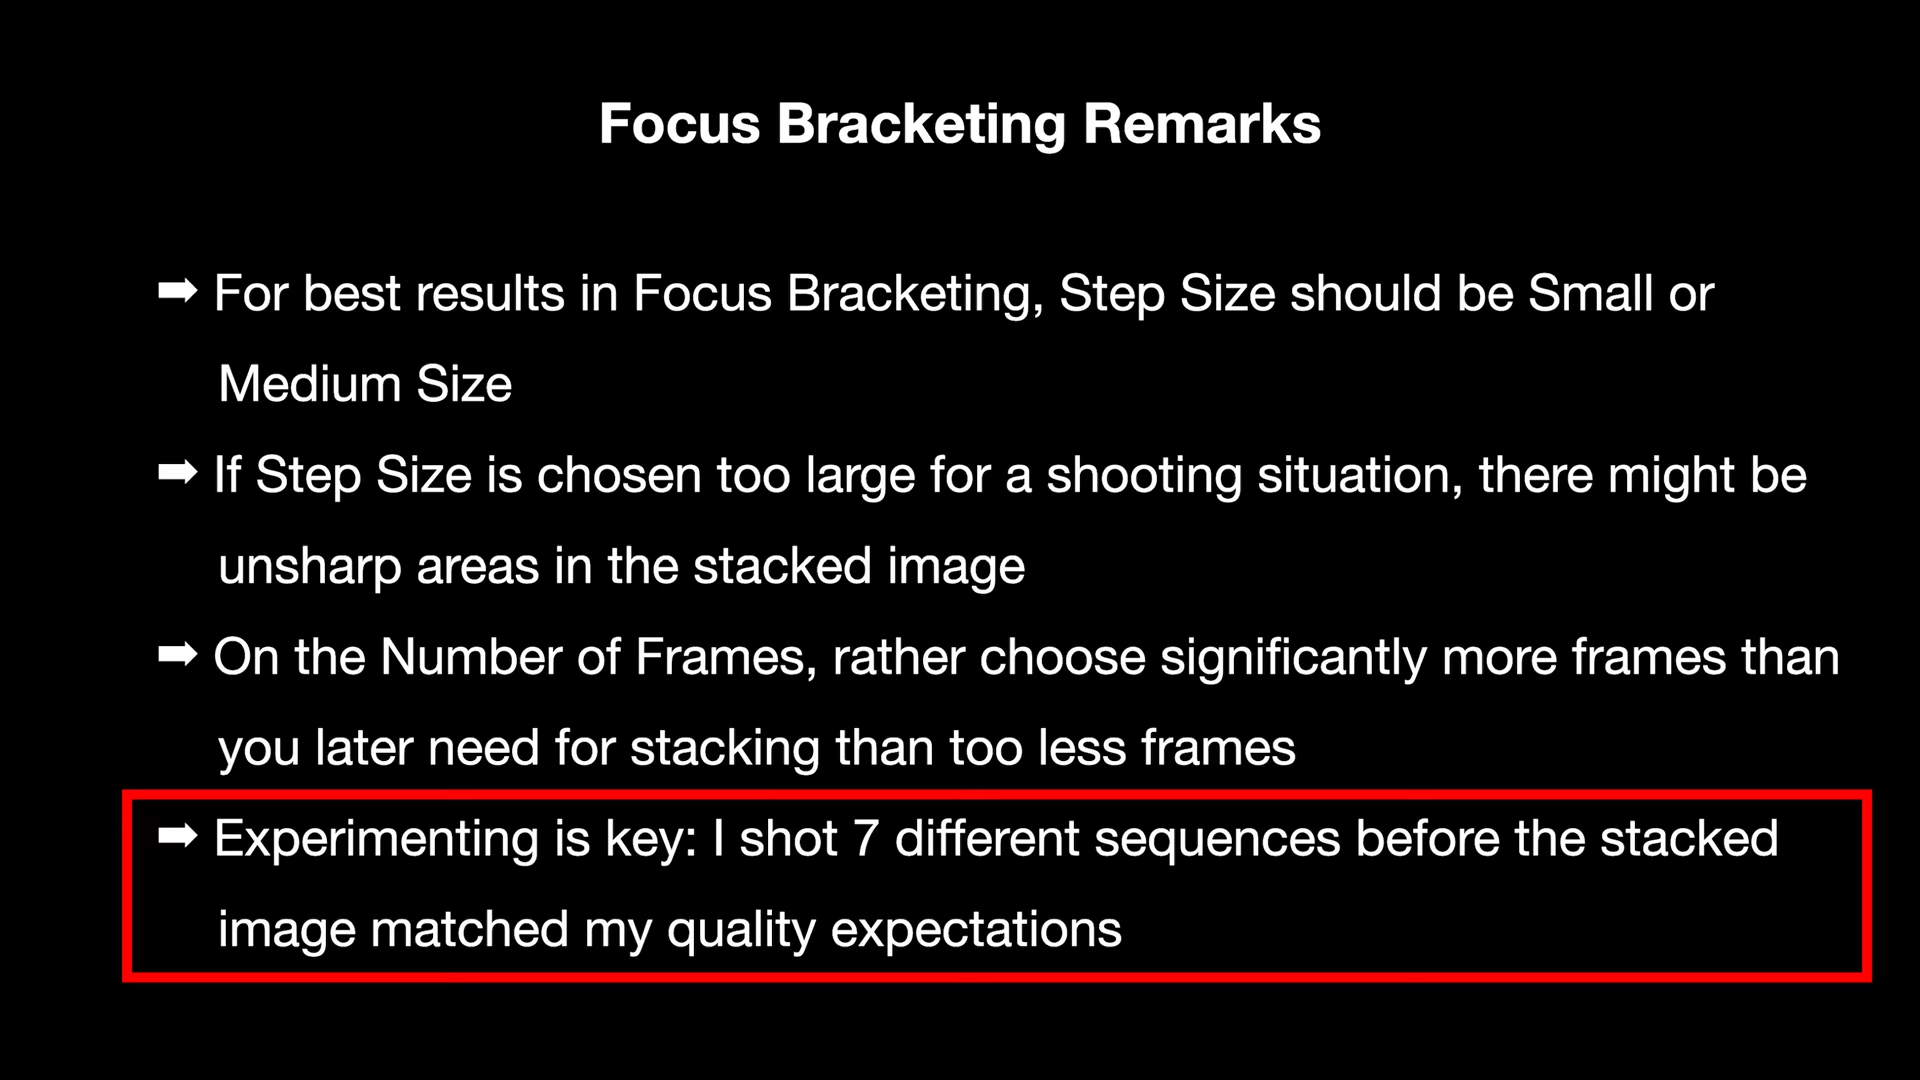 Focus Bracketing Remarks
➡ For best results in Focus Bracketing, Step Size should be Small or
Medium Size
➡ If Step Size is chosen too large for a shooting situation, there might be
unsharp areas in the stacked image
➡ On the Number of Frames, rather choose significantly more frames than
you later need for stacking than too less frames
➡ Experimenting is key: I shot 7 different sequences before the stacked
image matched my quality expectations